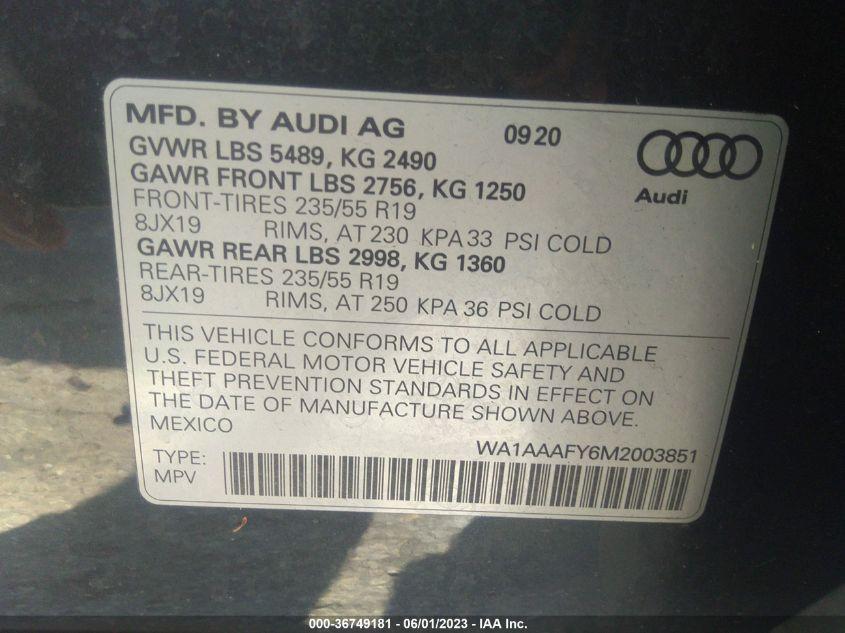 MFD. BY AUDI AG 0920
GVWR LBS 5489, KG 2490
GAWR FRONT LBS 2756, KG 1250
Audi
FRONT-TIRES 235/55 R19
8JX19 RIMS, AT 230 KPA 33 PSI COLD
GAWR REAR LBS 2998, KG 1360
REAR-TIRES 235/55 R19
8JX19 RIMS, AT 250 KPA 36 PSI COLD
THIS VEHICLE CONFORMS TO ALL APPLICABLE
U.S. FEDERAL MOTOR VEHICLE SAFETY AND
THEFT PREVENTION STANDARDS IN EFFECT ON
THE DATE OF MANUFACTURE SHOWN ABOVE.
MEXICO
WA1AAAFY6M2003851
TYPE:
MPV
000-36749181 - 06/01/2023 - IAA Inc.